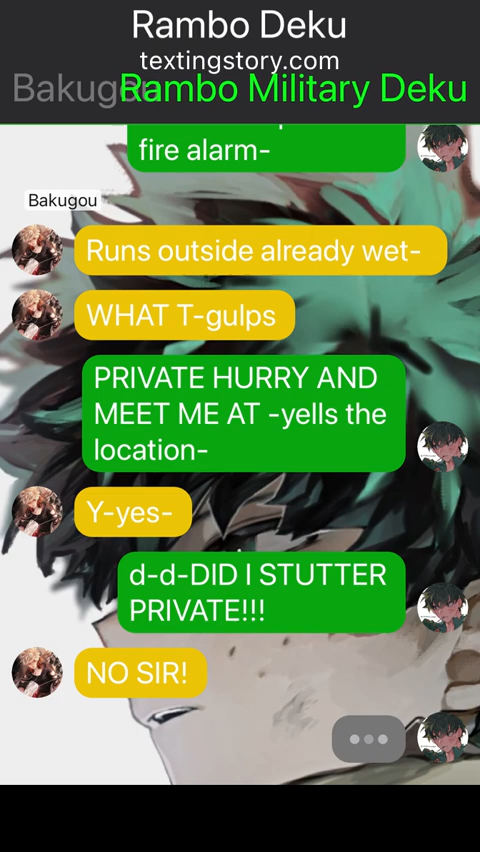 Rambo Deku
textingstory.com
Bakugou Rambo Military Deku
fire alarm-
Bakugou
Runs outside already wet-
WHAT T-gulps
PRIVATE HURRY AND
MEET ME AT -yells the
location-
Y-yes-
d-d-DID I STUTTER
PRIVATE!!!
NO SIR!